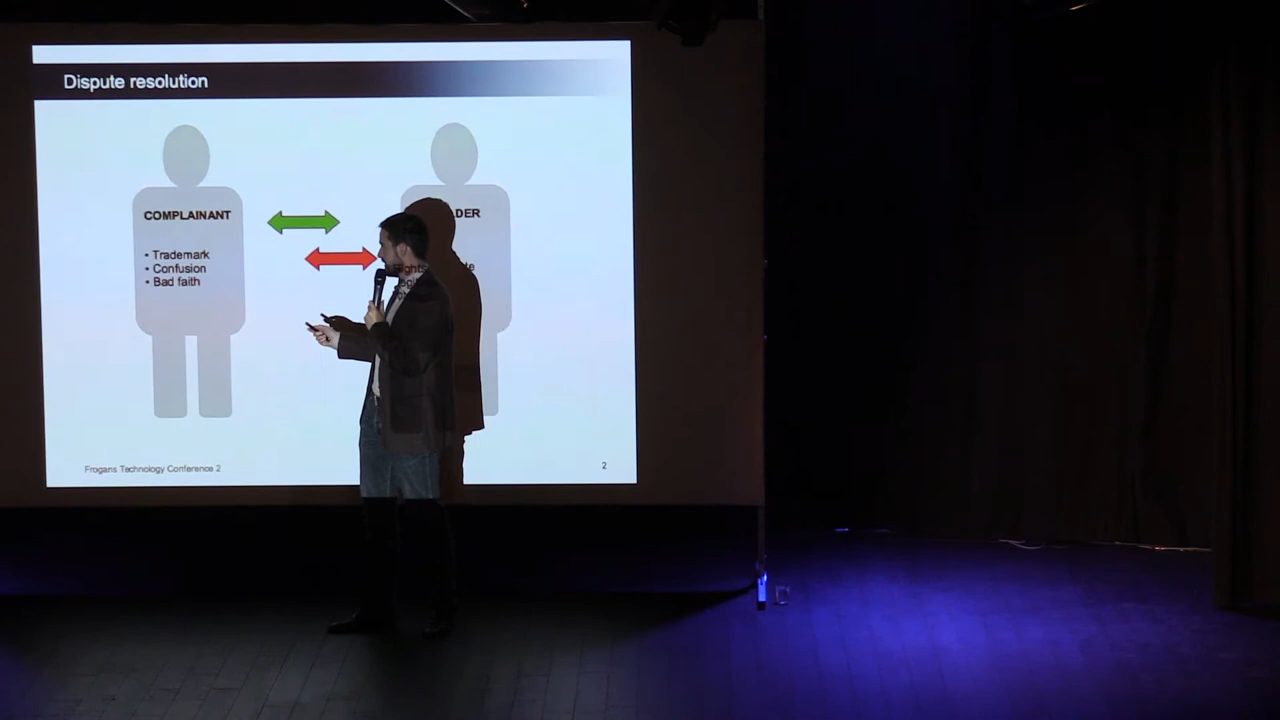 Dispute resolution
COMPLAINANT
• Trademark
• Confusion
• Bad faith
Frogans Technology Conference 2
2